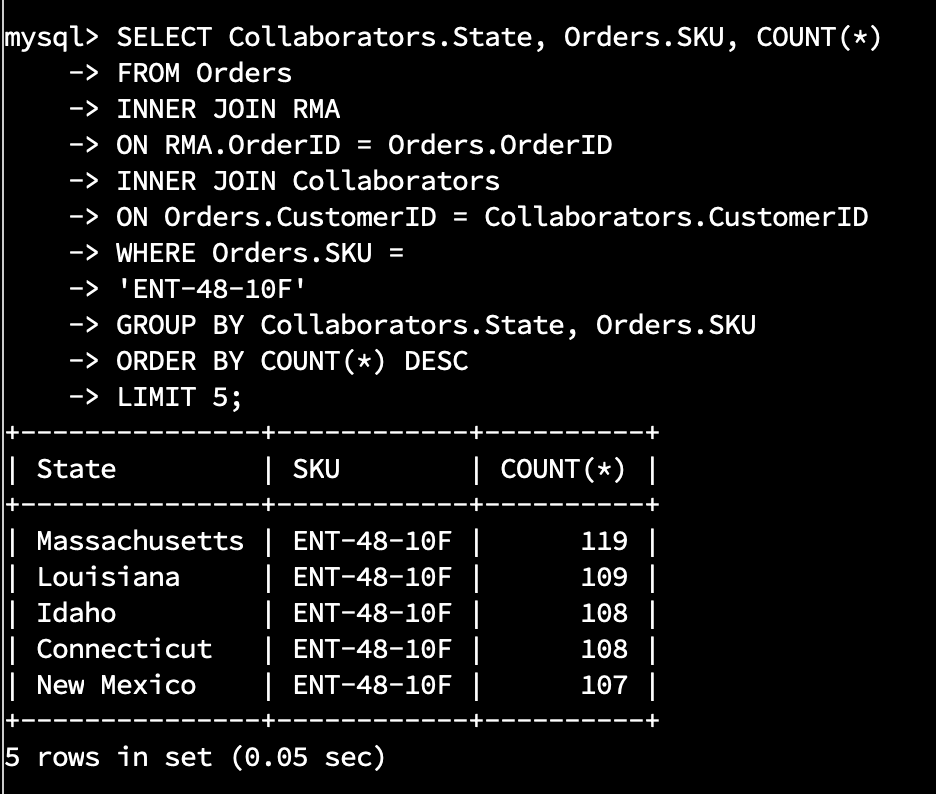 mysql> SELECT Collaborators.State, Orders.SKU, COUNT(*)
    -> FROM Orders
    -> INNER JOIN RMA
    -> ON RMA.OrderID = Orders.OrderID
    -> INNER JOIN Collaborators
    -> ON Orders.CustomerID = Collaborators.CustomerID
    -> WHERE Orders.SKU =
    -> 'ENT-48-10F'
    -> GROUP BY Collaborators.State, Orders.SKU
    -> ORDER BY COUNT(*) DESC
    -> LIMIT 5;
+---------------+------------+----------+
| State         | SKU        | COUNT(*) |
+---------------+------------+----------+
| Massachusetts | ENT-48-10F |      119 |
| Louisiana     | ENT-48-10F |      109 |
| Idaho         | ENT-48-10F |      108 |
| Connecticut   | ENT-48-10F |      108 |
| New Mexico    | ENT-48-10F |      107 |
+---------------+------------+----------+
5 rows in set (0.05 sec)